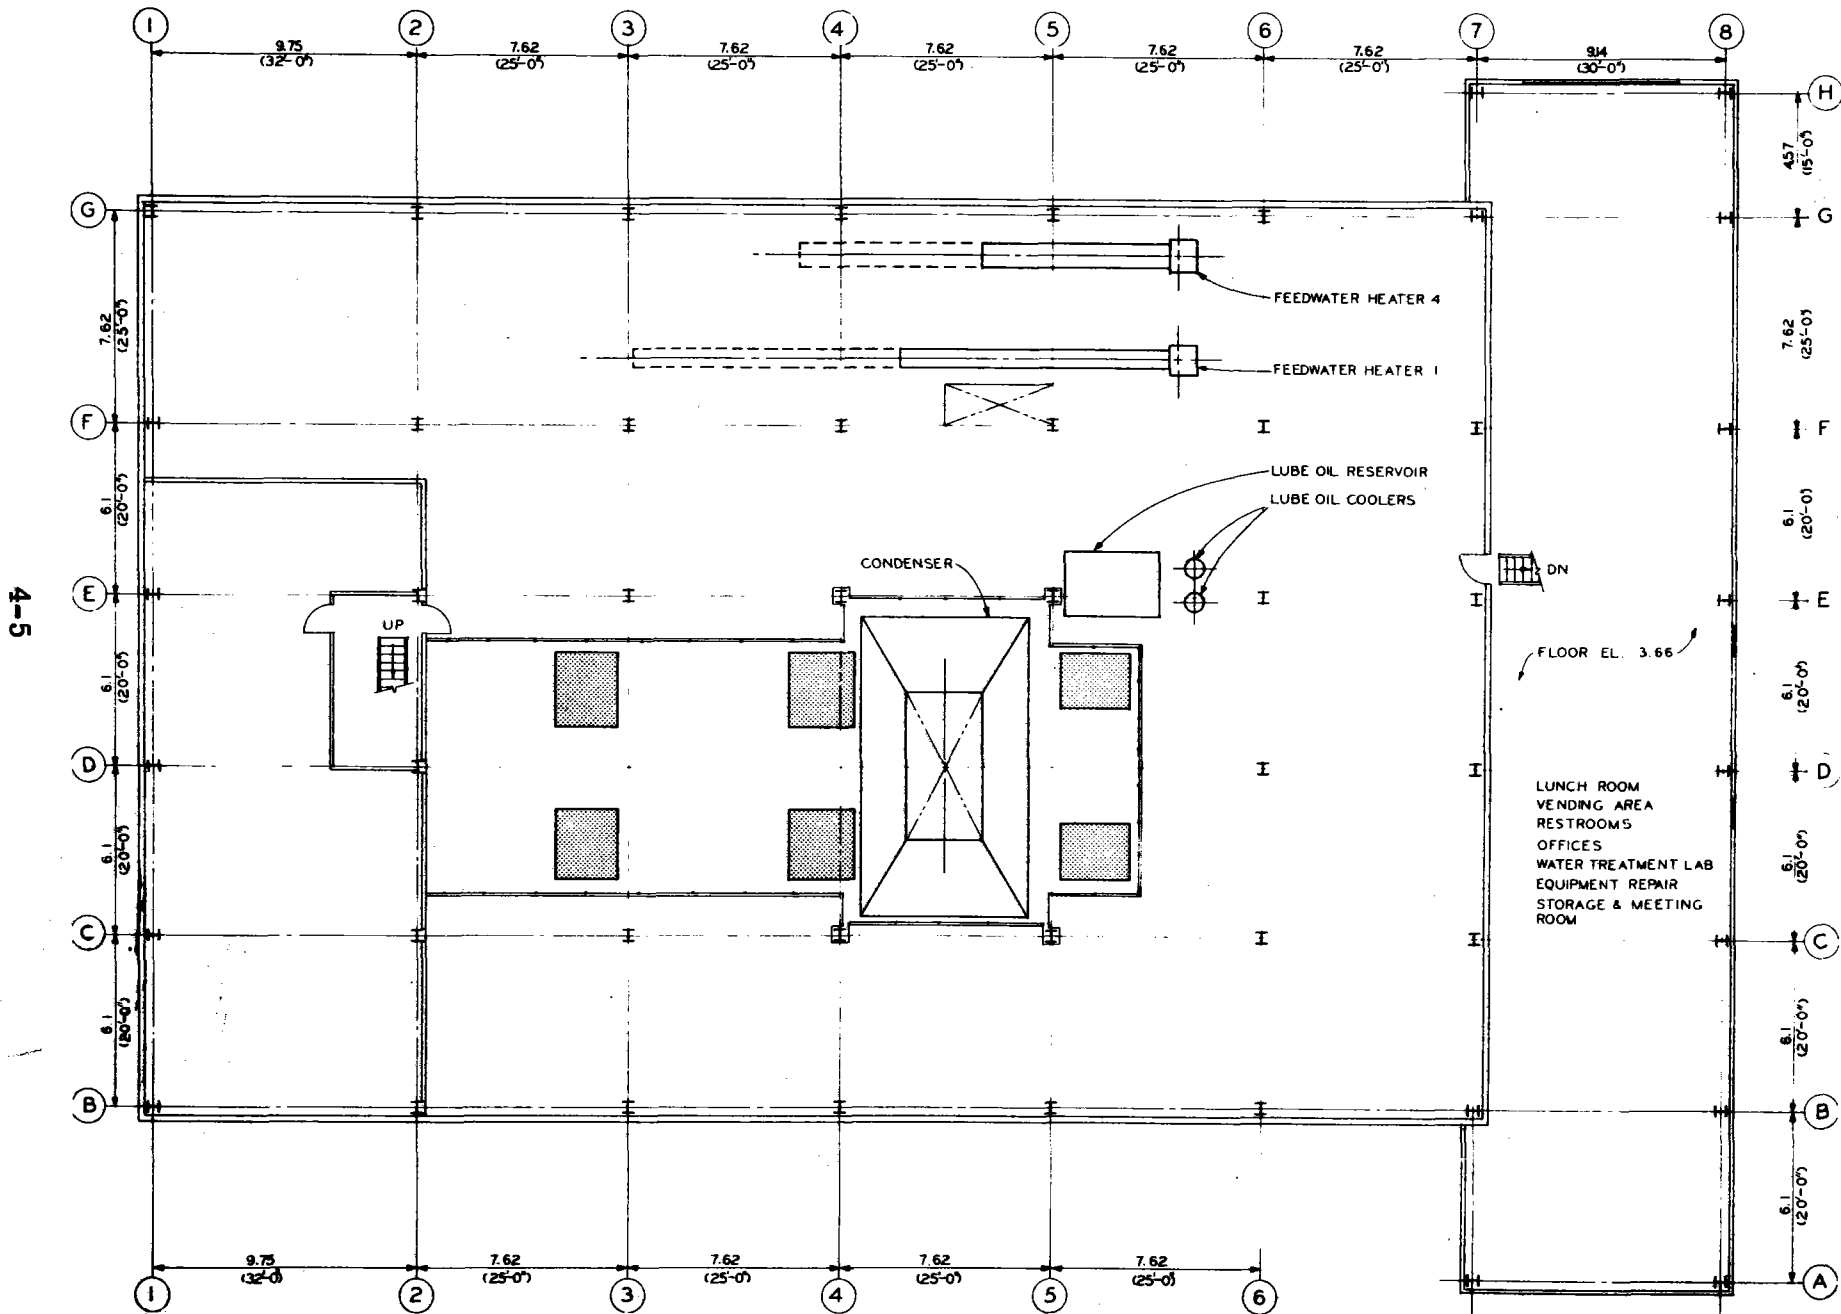 1 2 3 4 5 6 7 8
9.75 7.62 7.62 7.62 7.62 7.62 9.14
(32'-0") (25'-0") (25'-0") (25'-0") (25'-0") (25'-0") (30'-0")
H
4.57
(15'-0")
G G
7.62
(25'-0")
7.62
(25'-0")
FEEDWATER HEATER 4
FEEDWATER HEATER 1
F F
6.1
(20'-0")
6.1
(20'-0")
LUBE OIL RESERVOIR
LUBE OIL COOLERS
CONDENSER
DN
E E
4-5
UP
FLOOR EL. 3.66
6.1
(20'-0")
6.1
(20'-0")
D D
LUNCH ROOM
VENDING AREA
RESTROOMS
OFFICES
WATER TREATMENT LAB
EQUIPMENT REPAIR
STORAGE & MEETING
ROOM
6.1
(20'-0")
6.1
(20'-0")
C C
6.1
(20'-0")
6.1
(20'-0")
B B
6.1
(20'-0")
9.75 7.62 7.62 7.62 7.62
(32'-0) (25'-0") (25'-0") (25'-0") (25'-0)
A
1 2 3 4 5 6